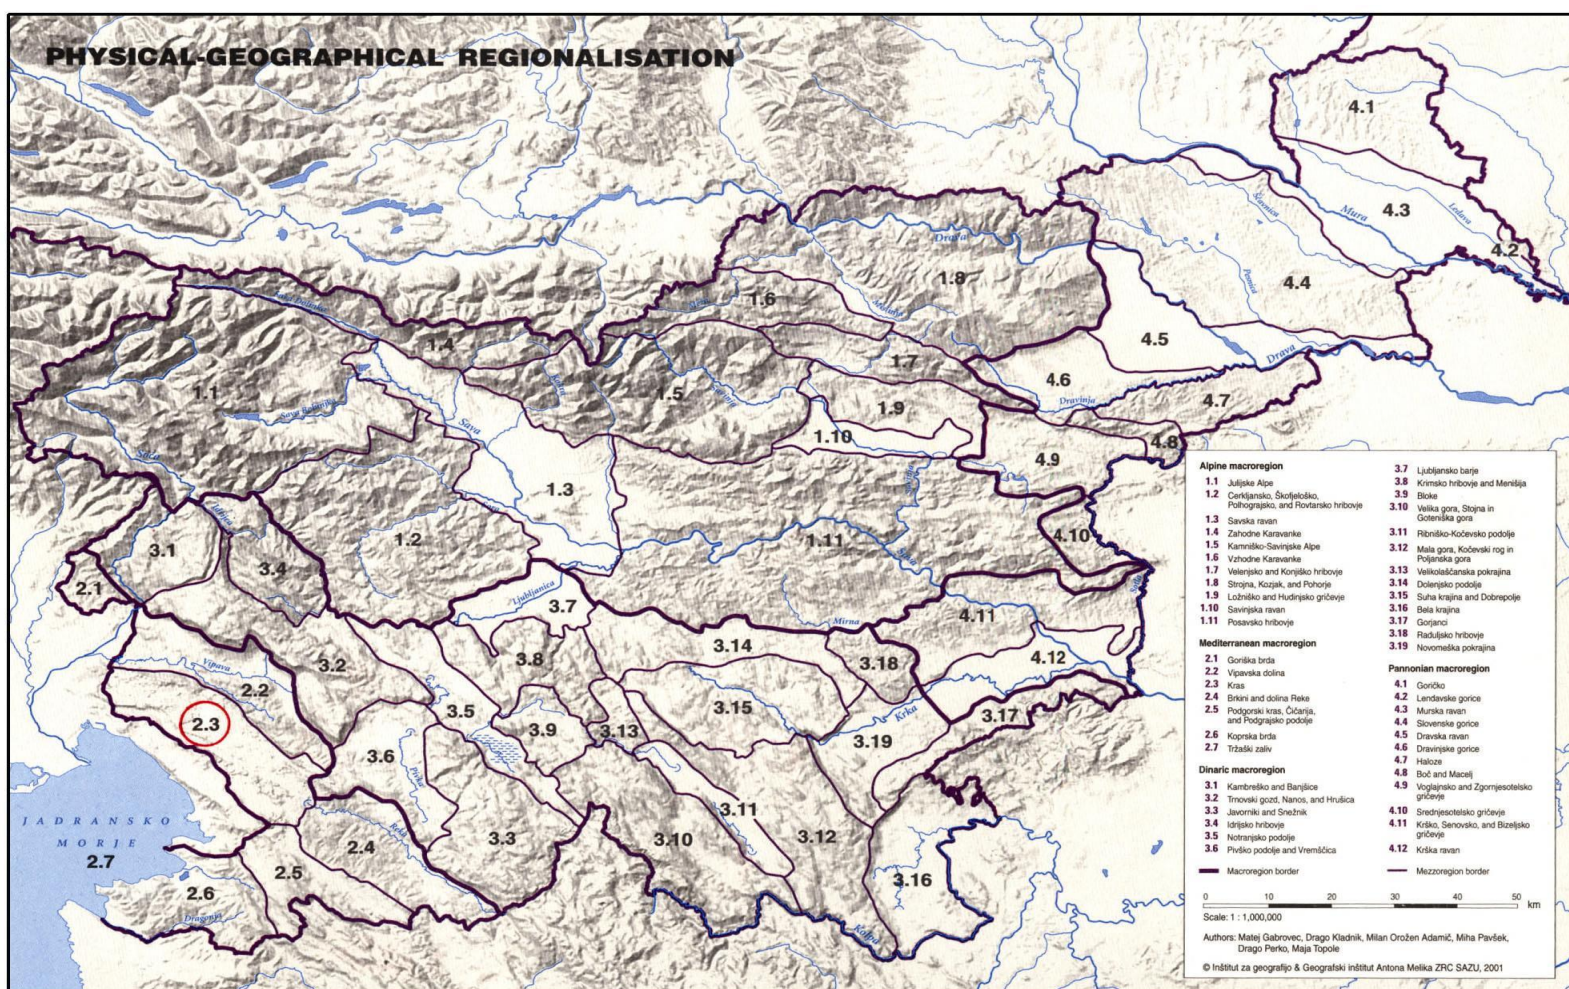 PHYSICAL-GEOGRAPHICAL REGIONALISATION
4.1
Ščavnica
Mura
4.3
Ledava
4.2
Drava
1.8
Pesnica
4.4
1.6
Meža
Mislinja
1.4
4.5
Drava
1.7
4.6
1.1
1.5
Savinja
Dravinja
4.7
Sava Bohinjka
1.9
Sava
1.10
4.8
Soča
4.9
1.3
Savinja
Idrijca
1.2
3.1
1.11
Sava
4.10
3.4
2.1
Sotla
Ljubljanica
3.7
4.11
Mirna
3.14
3.2
3.8
3.18
4.12
Vipava
2.2
3.15
2.3
3.5
Krka
3.17
3.9
3.13
3.19
3.6
Pivka
3.11
JADRANSKO
MORJE
3.3
3.12
Reka
3.10
2.4
2.7
2.5
3.16
2.6
Dragonja
Kolpa
Alpine macroregion
1.1 Julijske Alpe
1.2 Cerkljansko, Škofjeloško,
Polhograjsko, and Rovtarsko hribovje
1.3 Savska ravan
1.4 Zahodne Karavanke
1.5 Kamniško-Savinjske Alpe
1.6 Vzhodne Karavanke
1.7 Velenjsko and Konjiško hribovje
1.8 Strojna, Kozjak, and Pohorje
1.9 Ložniško and Hudinjsko gričevje
1.10 Savinjska ravan
1.11 Posavsko hribovje
Mediterranean macroregion
2.1 Goriška brda
2.2 Vipavska dolina
2.3 Kras
2.4 Brkini and dolina Reke
2.5 Podgorski kras, Čičarija,
and Podgrajsko podolje
2.6 Koprska brda
2.7 Tržaški zaliv
Dinaric macroregion
3.1 Kambreško and Banjšice
3.2 Trnovski gozd, Nanos, and Hrušica
3.3 Javorniki and Snežnik
3.4 Idrijsko hribovje
3.5 Notranjsko podolje
3.6 Pivško podolje and Vremščica
3.7 Ljubljansko barje
3.8 Krimsko hribovje and Menišija
3.9 Bloke
3.10 Velika gora, Stojna in
Goteniška gora
3.11 Ribniško-Kočevsko podolje
3.12 Mala gora, Kočevski rog in
Poljanska gora
3.13 Velikolaščanska pokrajina
3.14 Dolenjsko podolje
3.15 Suha krajina and Dobrepolje
3.16 Bela krajina
3.17 Gorjanci
3.18 Raduljsko hribovje
3.19 Novomeška pokrajina
Pannonian macroregion
4.1 Goričko
4.2 Lendavske gorice
4.3 Murska ravan
4.4 Slovenske gorice
4.5 Dravska ravan
4.6 Dravinjske gorice
4.7 Haloze
4.8 Boč and Macelj
4.9 Voglajnsko and Zgornjesotelsko
gričevje
4.10 Srednjesotelsko gričevje
4.11 Krško, Senovsko, and Bizeljsko
gričevje
4.12 Krška ravan
Macroregion border
Mezzoregion border
0 10 20 30 40 50 km
Scale: 1 : 1,000,000
Authors: Matej Gabrovec, Drago Kladnik, Milan Orožen Adamič, Miha Pavšek,
Drago Perko, Maja Topole
© Inštitut za geografijo & Geografski inštitut Antona Melika ZRC SAZU, 2001